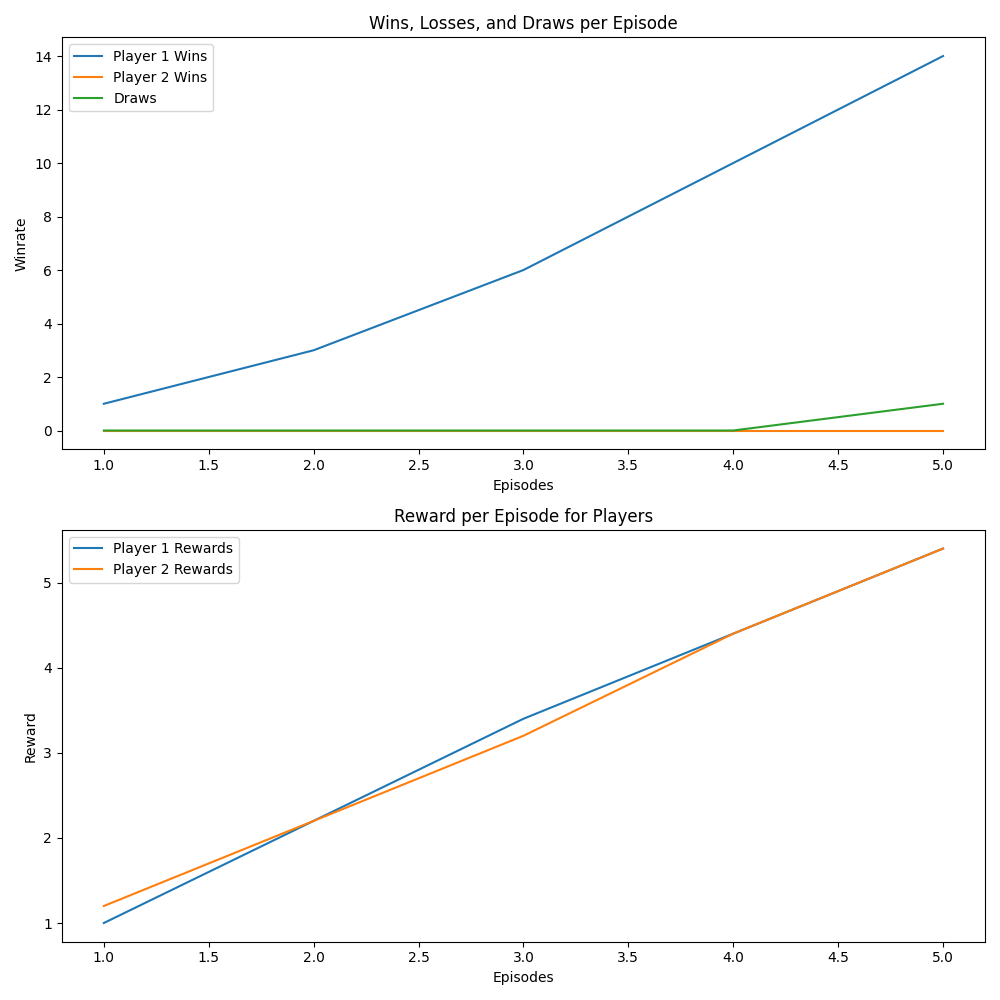 Wins, Losses, and Draws per Episode
Player 1 Wins
Player 2 Wins
Draws
14
12
10
8
6
4
2
0
Winrate
1.0 1.5 2.0 2.5 3.0 3.5 4.0 4.5 5.0
Episodes
Reward per Episode for Players
Player 1 Rewards
Player 2 Rewards
5
4
3
2
1
Reward
1.0 1.5 2.0 2.5 3.0 3.5 4.0 4.5 5.0
Episodes